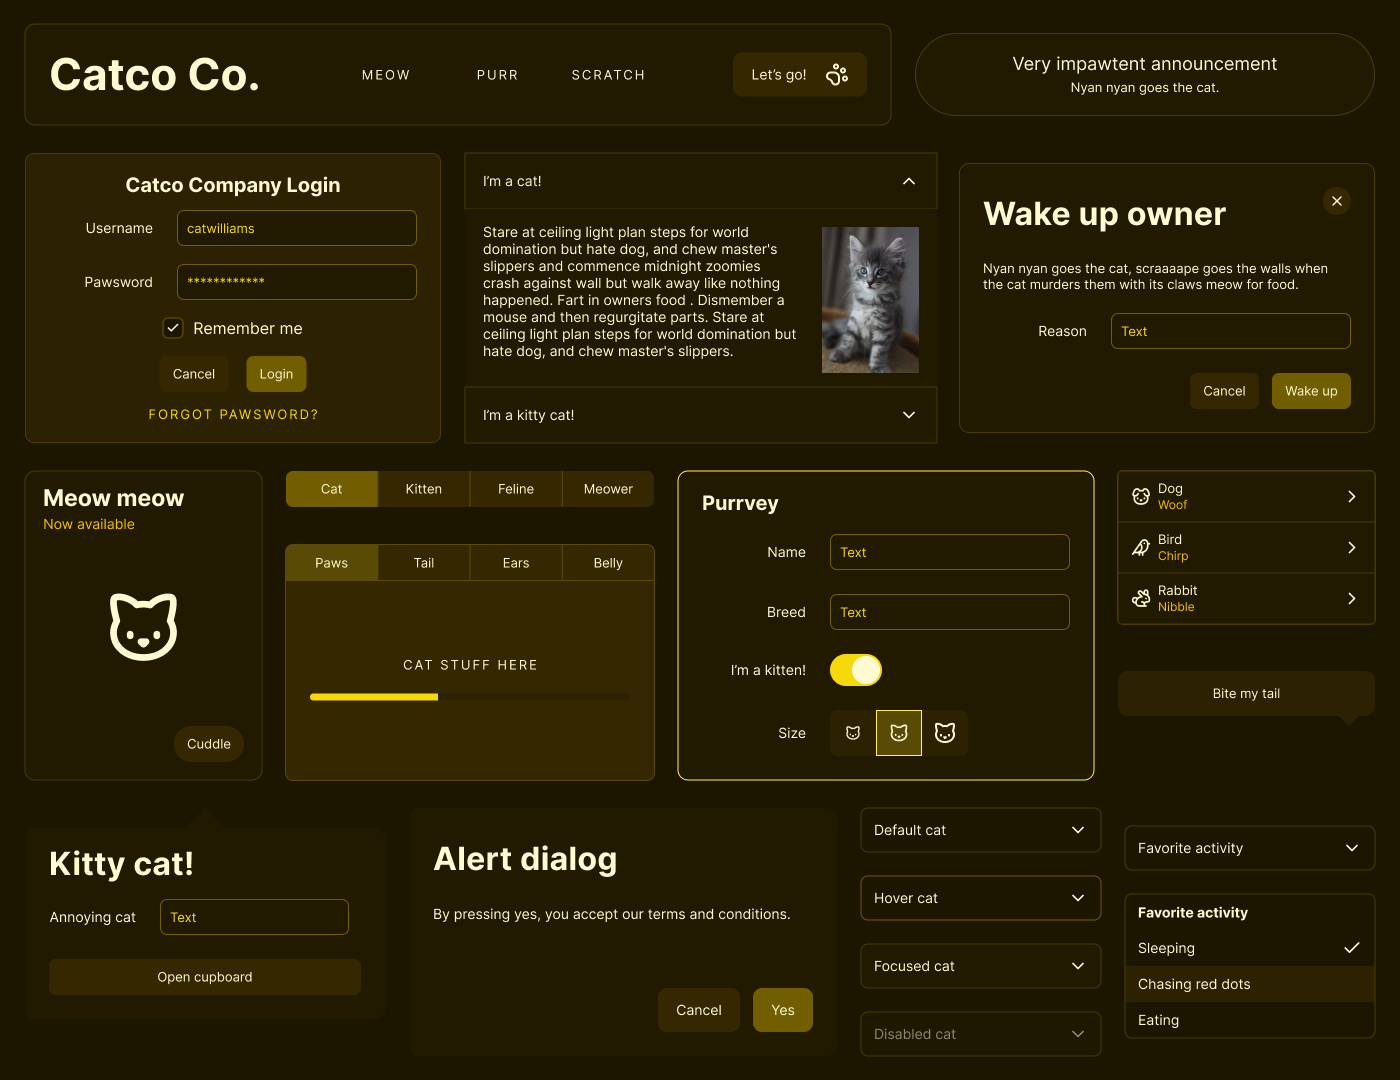 Catco Co.
MEOW
PURR
SCRATCH
Let's go!
Very impawtent announcement
Nyan nyan goes the cat.
Catco Company Login
Username
catwilliams
Pawsword
************
Remember me
Cancel
Login
FORGOT PAWSWORD?
I'm a cat!
Stare at ceiling light plan steps for world
domination but hate dog, and chew master's
slippers and commence midnight zoomies
crash against wall but walk away like nothing
happened. Fart in owners food . Dismember a
mouse and then regurgitate parts. Stare at
ceiling light plan steps for world domination but
hate dog, and chew master's slippers.
I'm a kitty cat!
Wake up owner
Nyan nyan goes the cat, scraaaape goes the walls when
the cat murders them with its claws meow for food.
Reason
Text
Cancel
Wake up
Meow meow
Now available
Cuddle
Cat
Kitten
Feline
Meower
Paws
Tail
Ears
Belly
CAT STUFF HERE
Purrvey
Name
Text
Breed
Text
I'm a kitten!
Size
Dog
Woof
Bird
Chirp
Rabbit
Nibble
Bite my tail
Kitty cat!
Annoying cat
Text
Open cupboard
Alert dialog
By pressing yes, you accept our terms and conditions.
Cancel
Yes
Default cat
Hover cat
Focused cat
Disabled cat
Favorite activity
Favorite activity
Sleeping
Chasing red dots
Eating